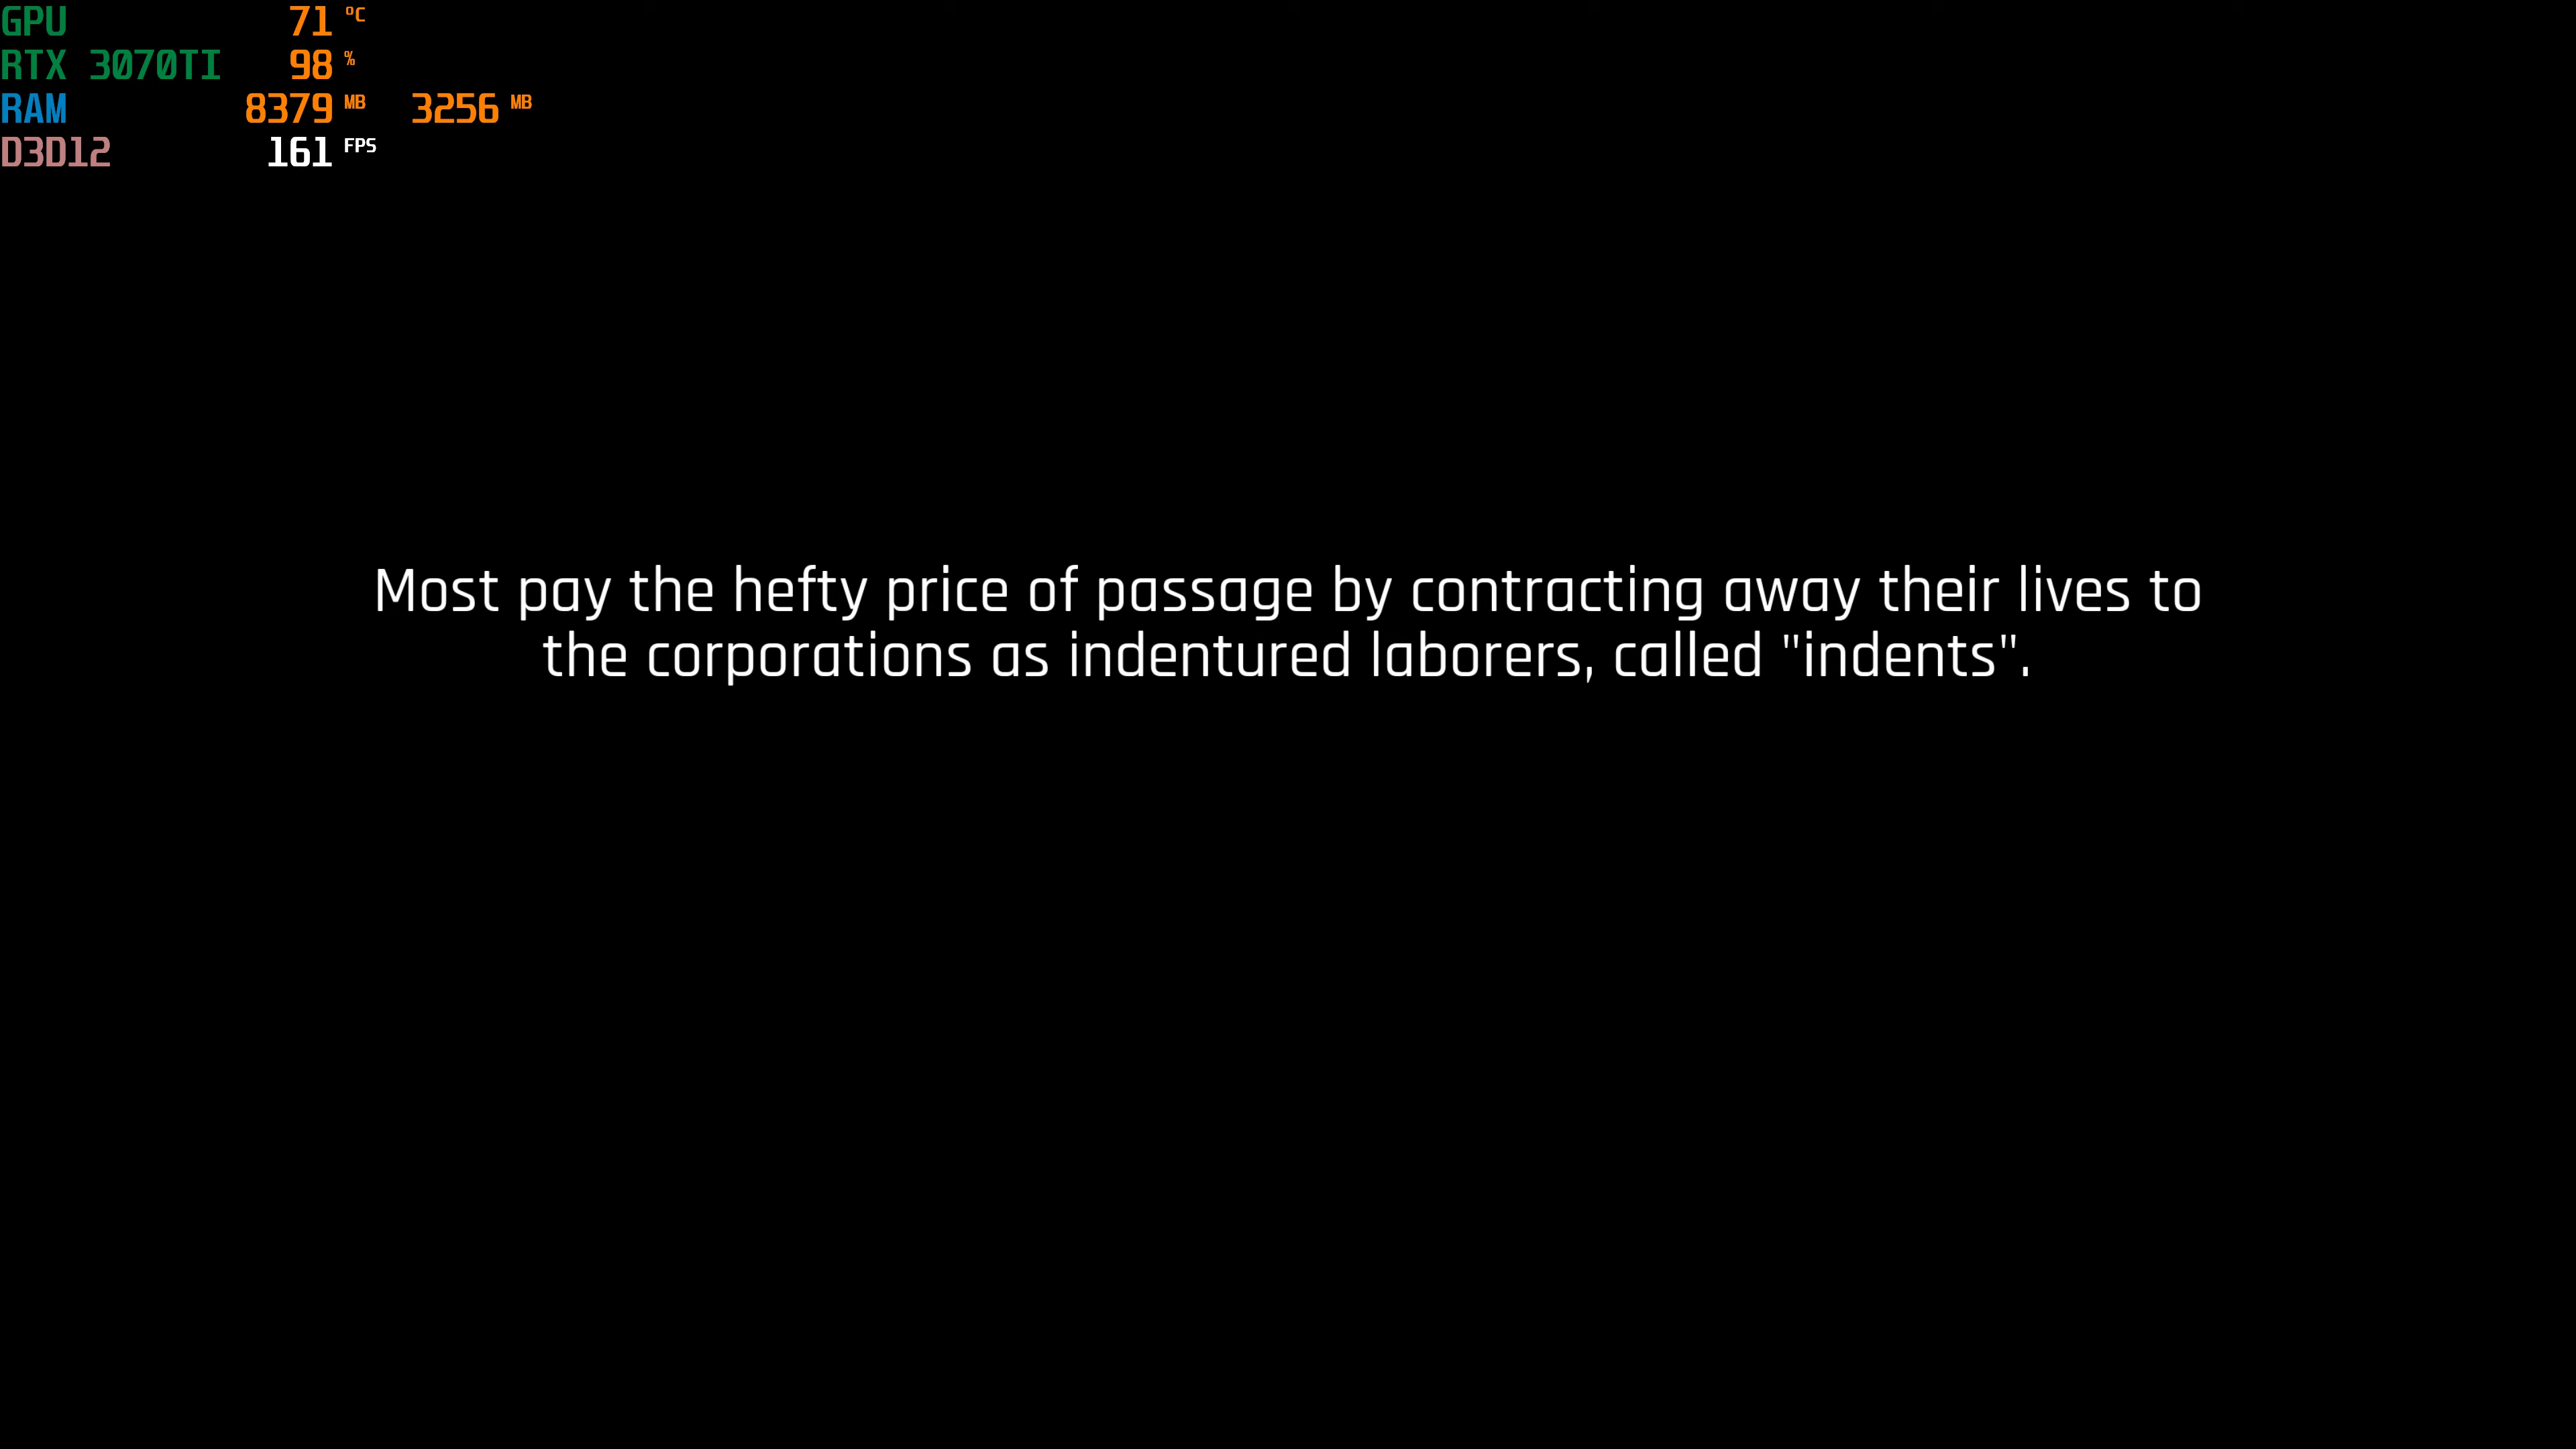 GPU 71 °C
RTX 3070TI 98 %
RAM 8379 MB 3256 MB
D3D12 161 FPS
Most pay the hefty price of passage by contracting away their lives to
the corporations as indentured laborers, called "indents".